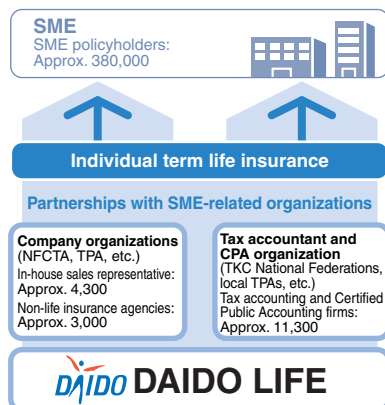 SME
SME policyholders:
Approx. 380,000
Individual term life insurance
Partnerships with SME-related organizations
Company organizations
(NFCTA, TPA, etc.)
In-house sales representative:
Approx. 4,300
Non-life insurance agencies:
Approx. 3,000
Tax accountant and
CPA organization
(TKC National Federations,
local TPAs, etc.)
Tax accounting and Certified
Public Accounting firms:
Approx. 11,300
DAIDO DAIDO LIFE